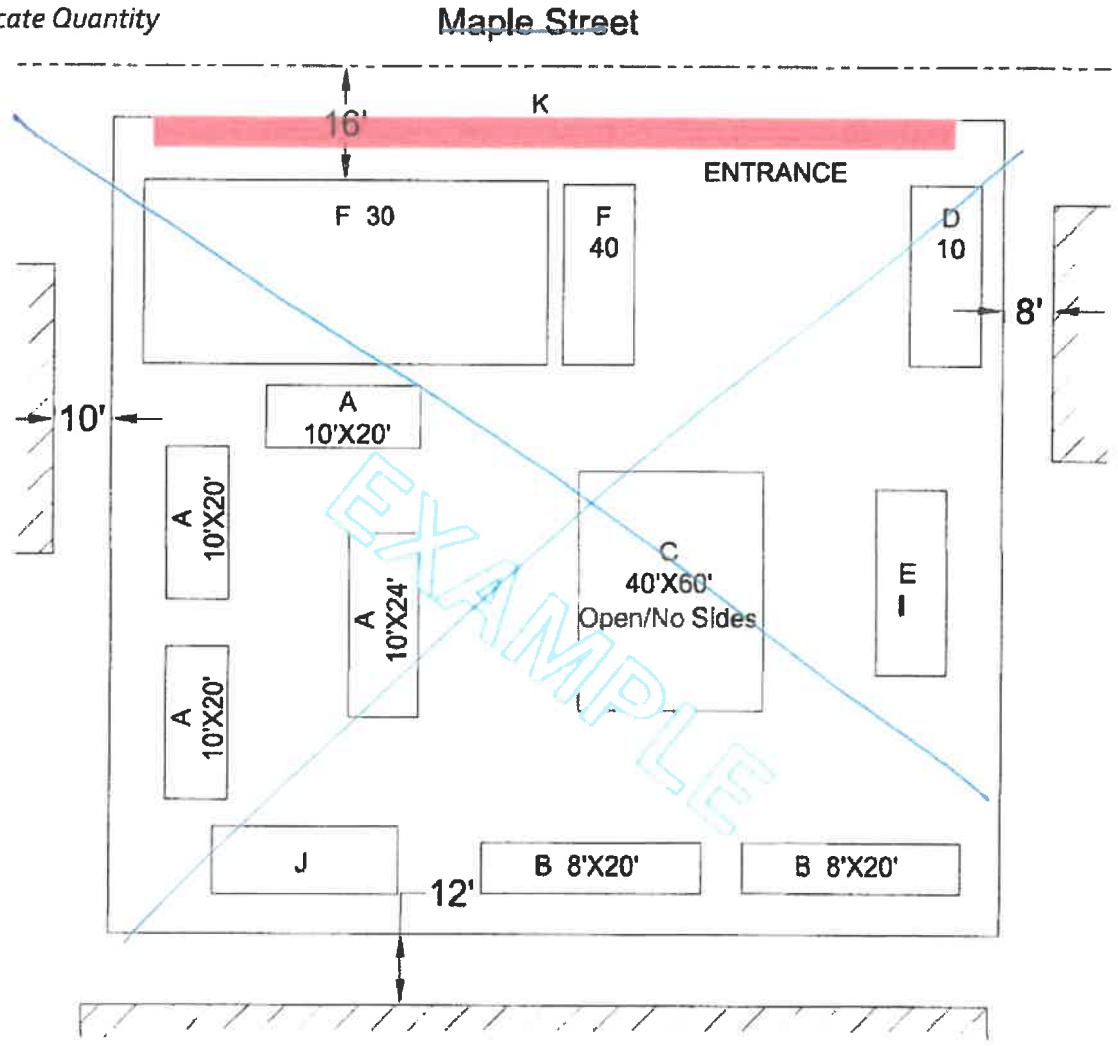 cate Quantity
Maple Street
K
16'
ENTRANCE
F 30
F
40
D
10
8'
10'
A
10'X20'
A
10'X20'
A
10'X24'
C
40'X60'
Open/No Sides
E
I
A
10'X20'
EXAMPLE
J
12'
B 8'X20'
B 8'X20'